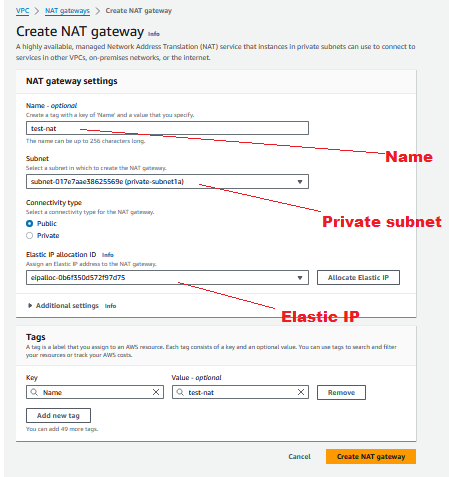 VPC > NAT gateways > Create NAT gateway
Create NAT gateway Info
A highly available, managed Network Address Translation (NAT) service that instances in private subnets can use to connect to
services in other VPCs, on-premises networks, or the internet.
NAT gateway settings
Name - optional
Create a tag with a key of 'Name' and a value that you specify.
test-nat
The name can be up to 256 characters long.
Name
Subnet
Select a subnet in which to create the NAT gateway.
subnet-017e7aae38625569e (private-subnet1a)
Private subnet
Connectivity type
Select a connectivity type for the NAT gateway.
Public
Private
Elastic IP allocation ID Info
Assign an Elastic IP address to the NAT gateway.
eipalloc-0b6f350d572f97d75
Allocate Elastic IP
Elastic IP
Additional settings Info
Tags
A tag is a label that you assign to an AWS resource. Each tag consists of a key and an optional value. You can use tags to search and filter
your resources or track your AWS costs.
Key
Value - optional
Name
test-nat
Remove
Add new tag
You can add 49 more tags.
Cancel
Create NAT gateway